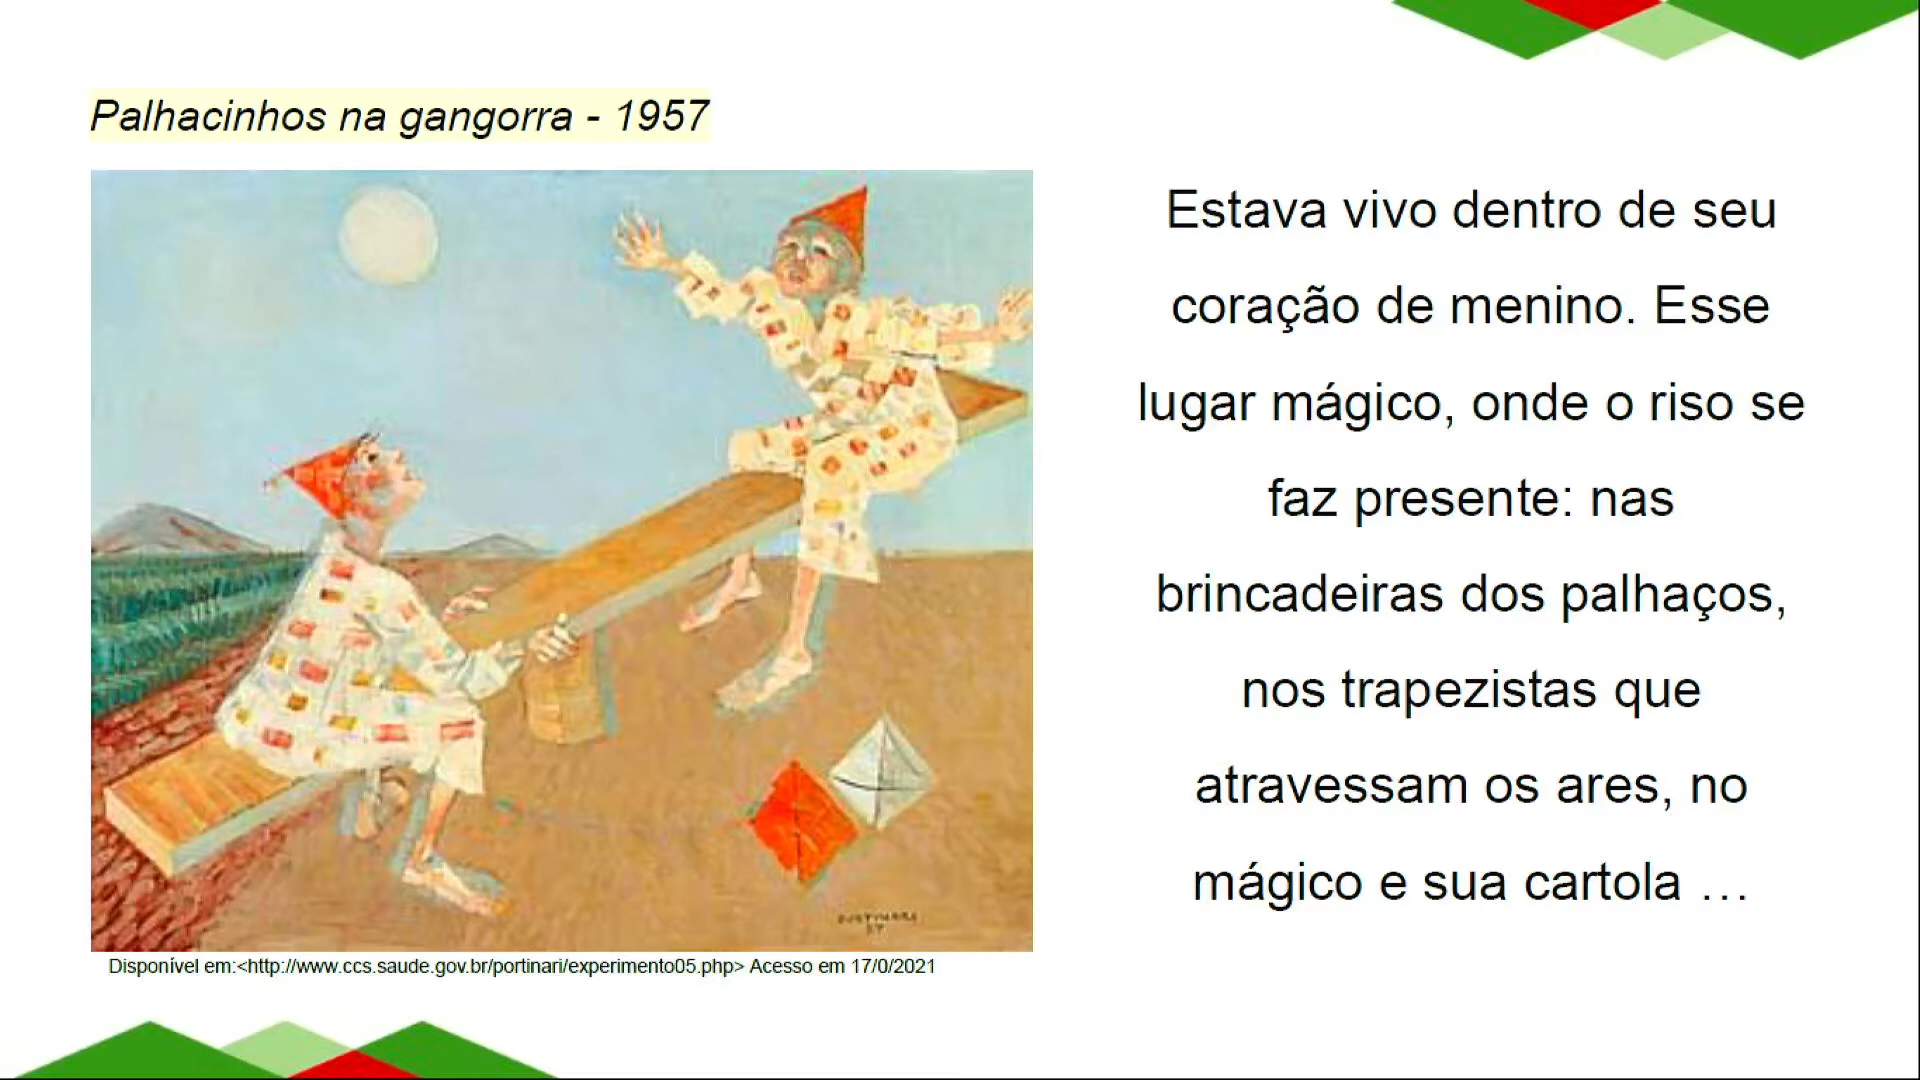 Palhacinhos na gangorra - 1957
Estava vivo dentro de seu
coração de menino. Esse
lugar mágico, onde o riso se
faz presente: nas
brincadeiras dos palhaços,
nos trapezistas que
atravessam os ares, no
mágico e sua cartola …
PORTINARI
57
Disponível em:<http://www.ccs.saude.gov.br/portinari/experimento05.php> Acesso em 17/0/2021